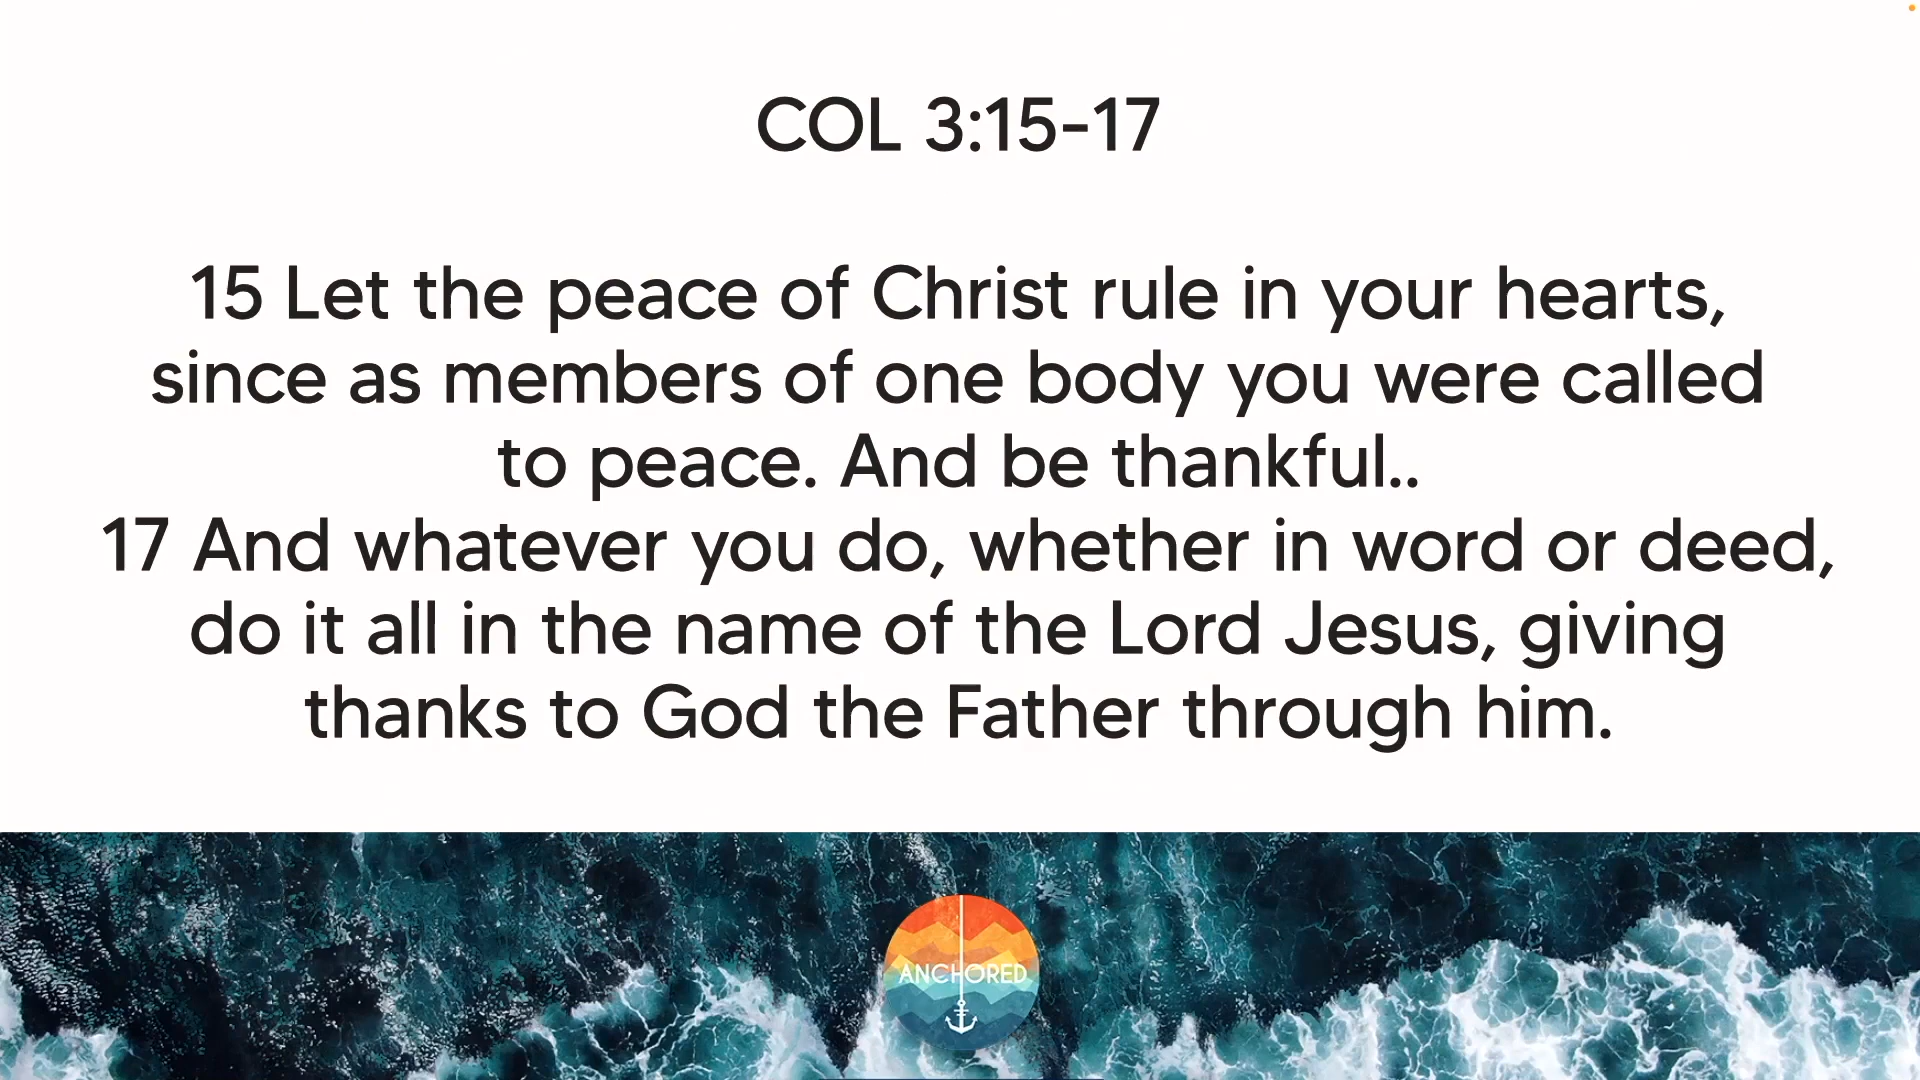 COL 3:15-17
15 Let the peace of Christ rule in your hearts,
since as members of one body you were called
to peace. And be thankful..
17 And whatever you do, whether in word or deed,
do it all in the name of the Lord Jesus, giving
thanks to God the Father through him.
ANCHORED